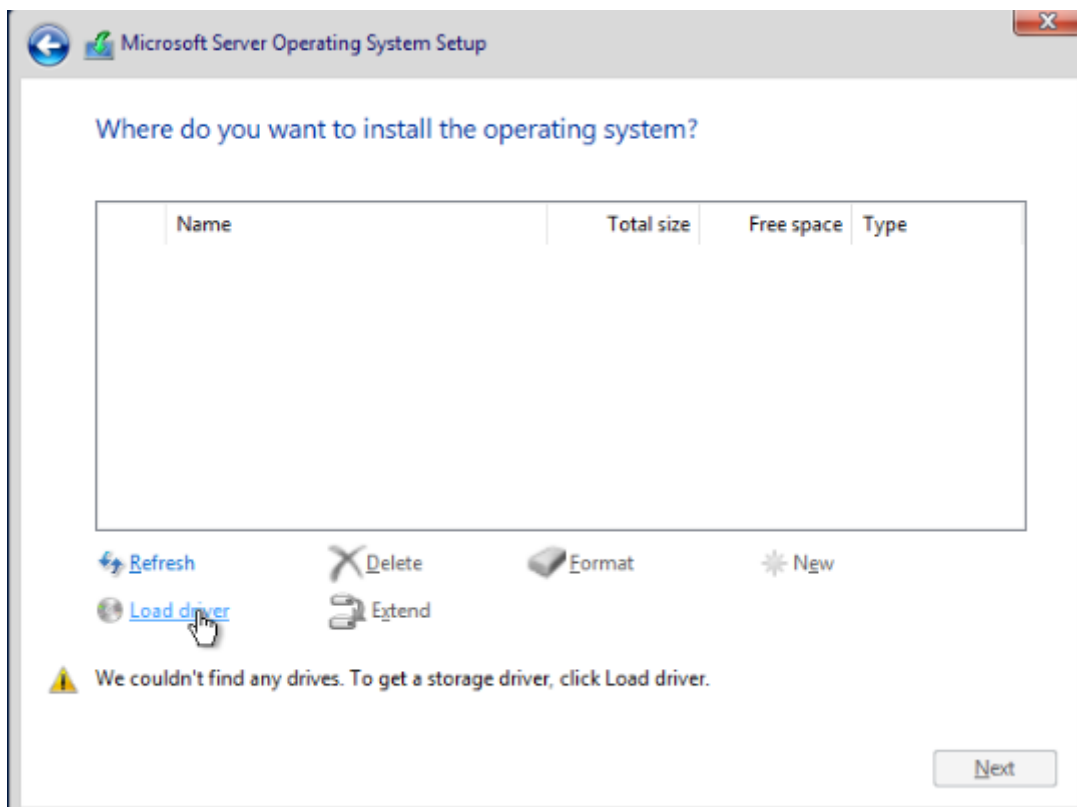 Microsoft Server Operating System Setup
Where do you want to install the operating system?
Name Total size Free space Type
Refresh Delete Format New
Load driver Extend
We couldn't find any drives. To get a storage driver, click Load driver.
Next